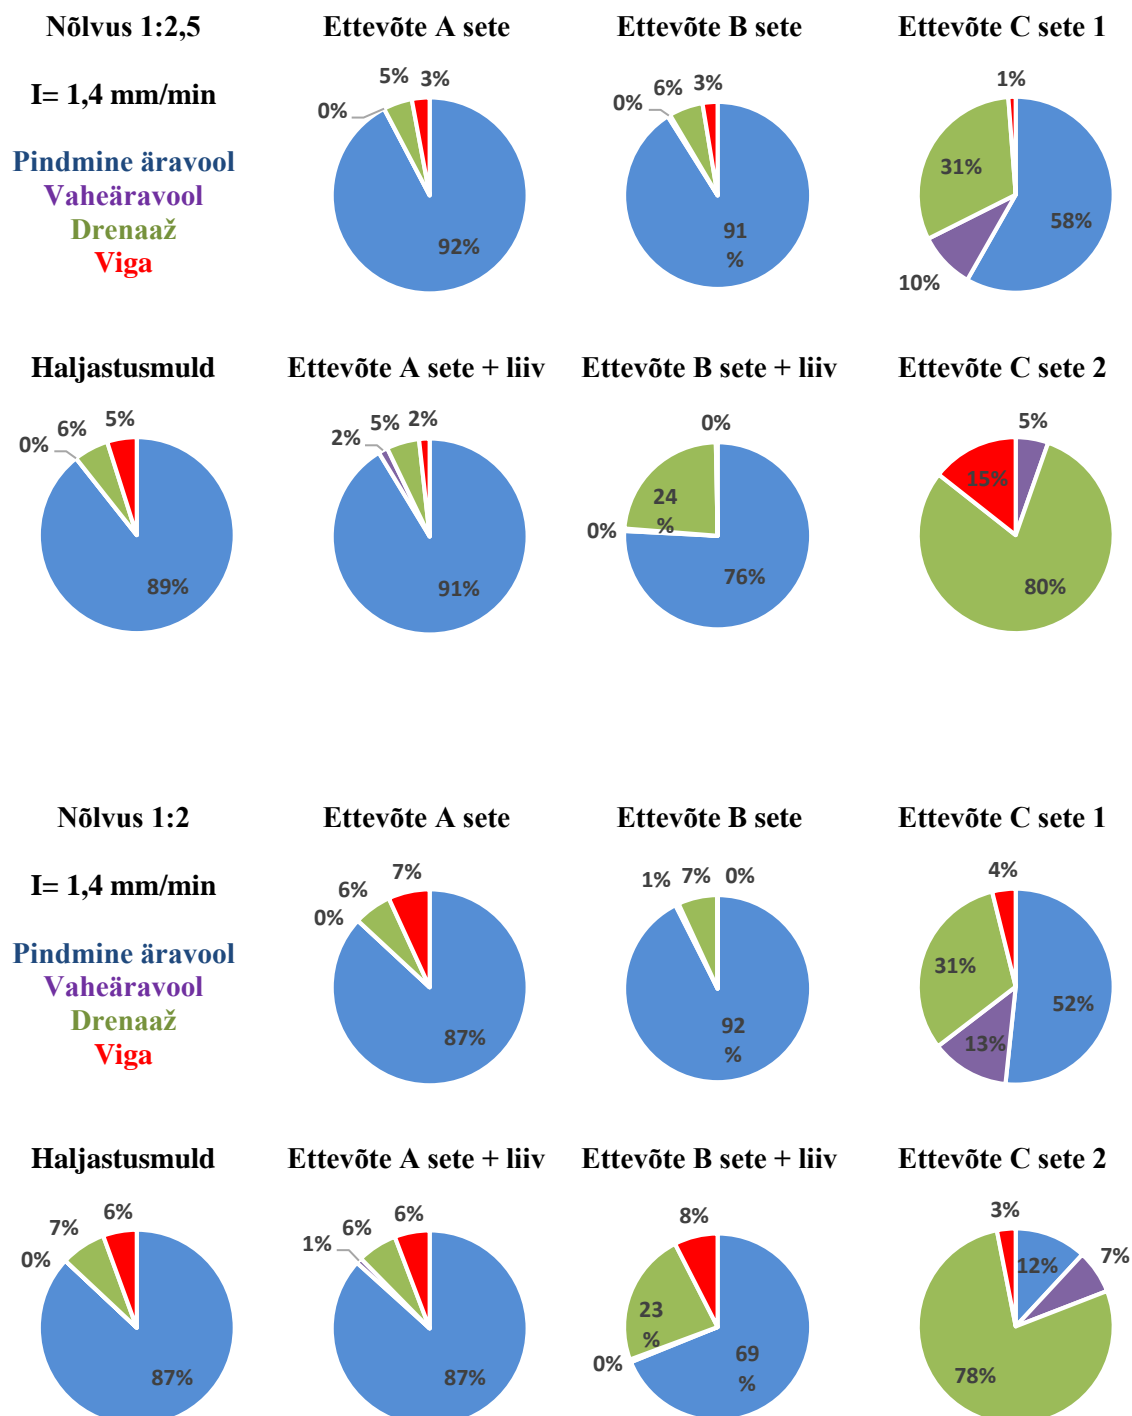 Nõlvus 1:2,5
I= 1,4 mm/min
Pindmine äravool
Vaheäravool
Drenaaž
Viga
Ettevõte A sete
0%
5%
3%
92%
Ettevõte B sete
0%
6%
3%
91
%
Ettevõte C sete 1
1%
31%
58%
10%
Haljastusmuld
0%
6%
5%
89%
Ettevõte A sete + liiv
2%
5%
2%
91%
Ettevõte B sete + liiv
0%
24
%
0%
76%
Ettevõte C sete 2
5%
15%
80%
Nõlvus 1:2
I= 1,4 mm/min
Pindmine äravool
Vaheäravool
Drenaaž
Viga
Ettevõte A sete
0%
6%
7%
87%
Ettevõte B sete
1%
7%
0%
92
%
Ettevõte C sete 1
4%
31%
52%
13%
Haljastusmuld
0%
7%
6%
87%
Ettevõte A sete + liiv
1%
6%
6%
87%
Ettevõte B sete + liiv
8%
23
%
0%
69
%
Ettevõte C sete 2
3%
12%
7%
78%